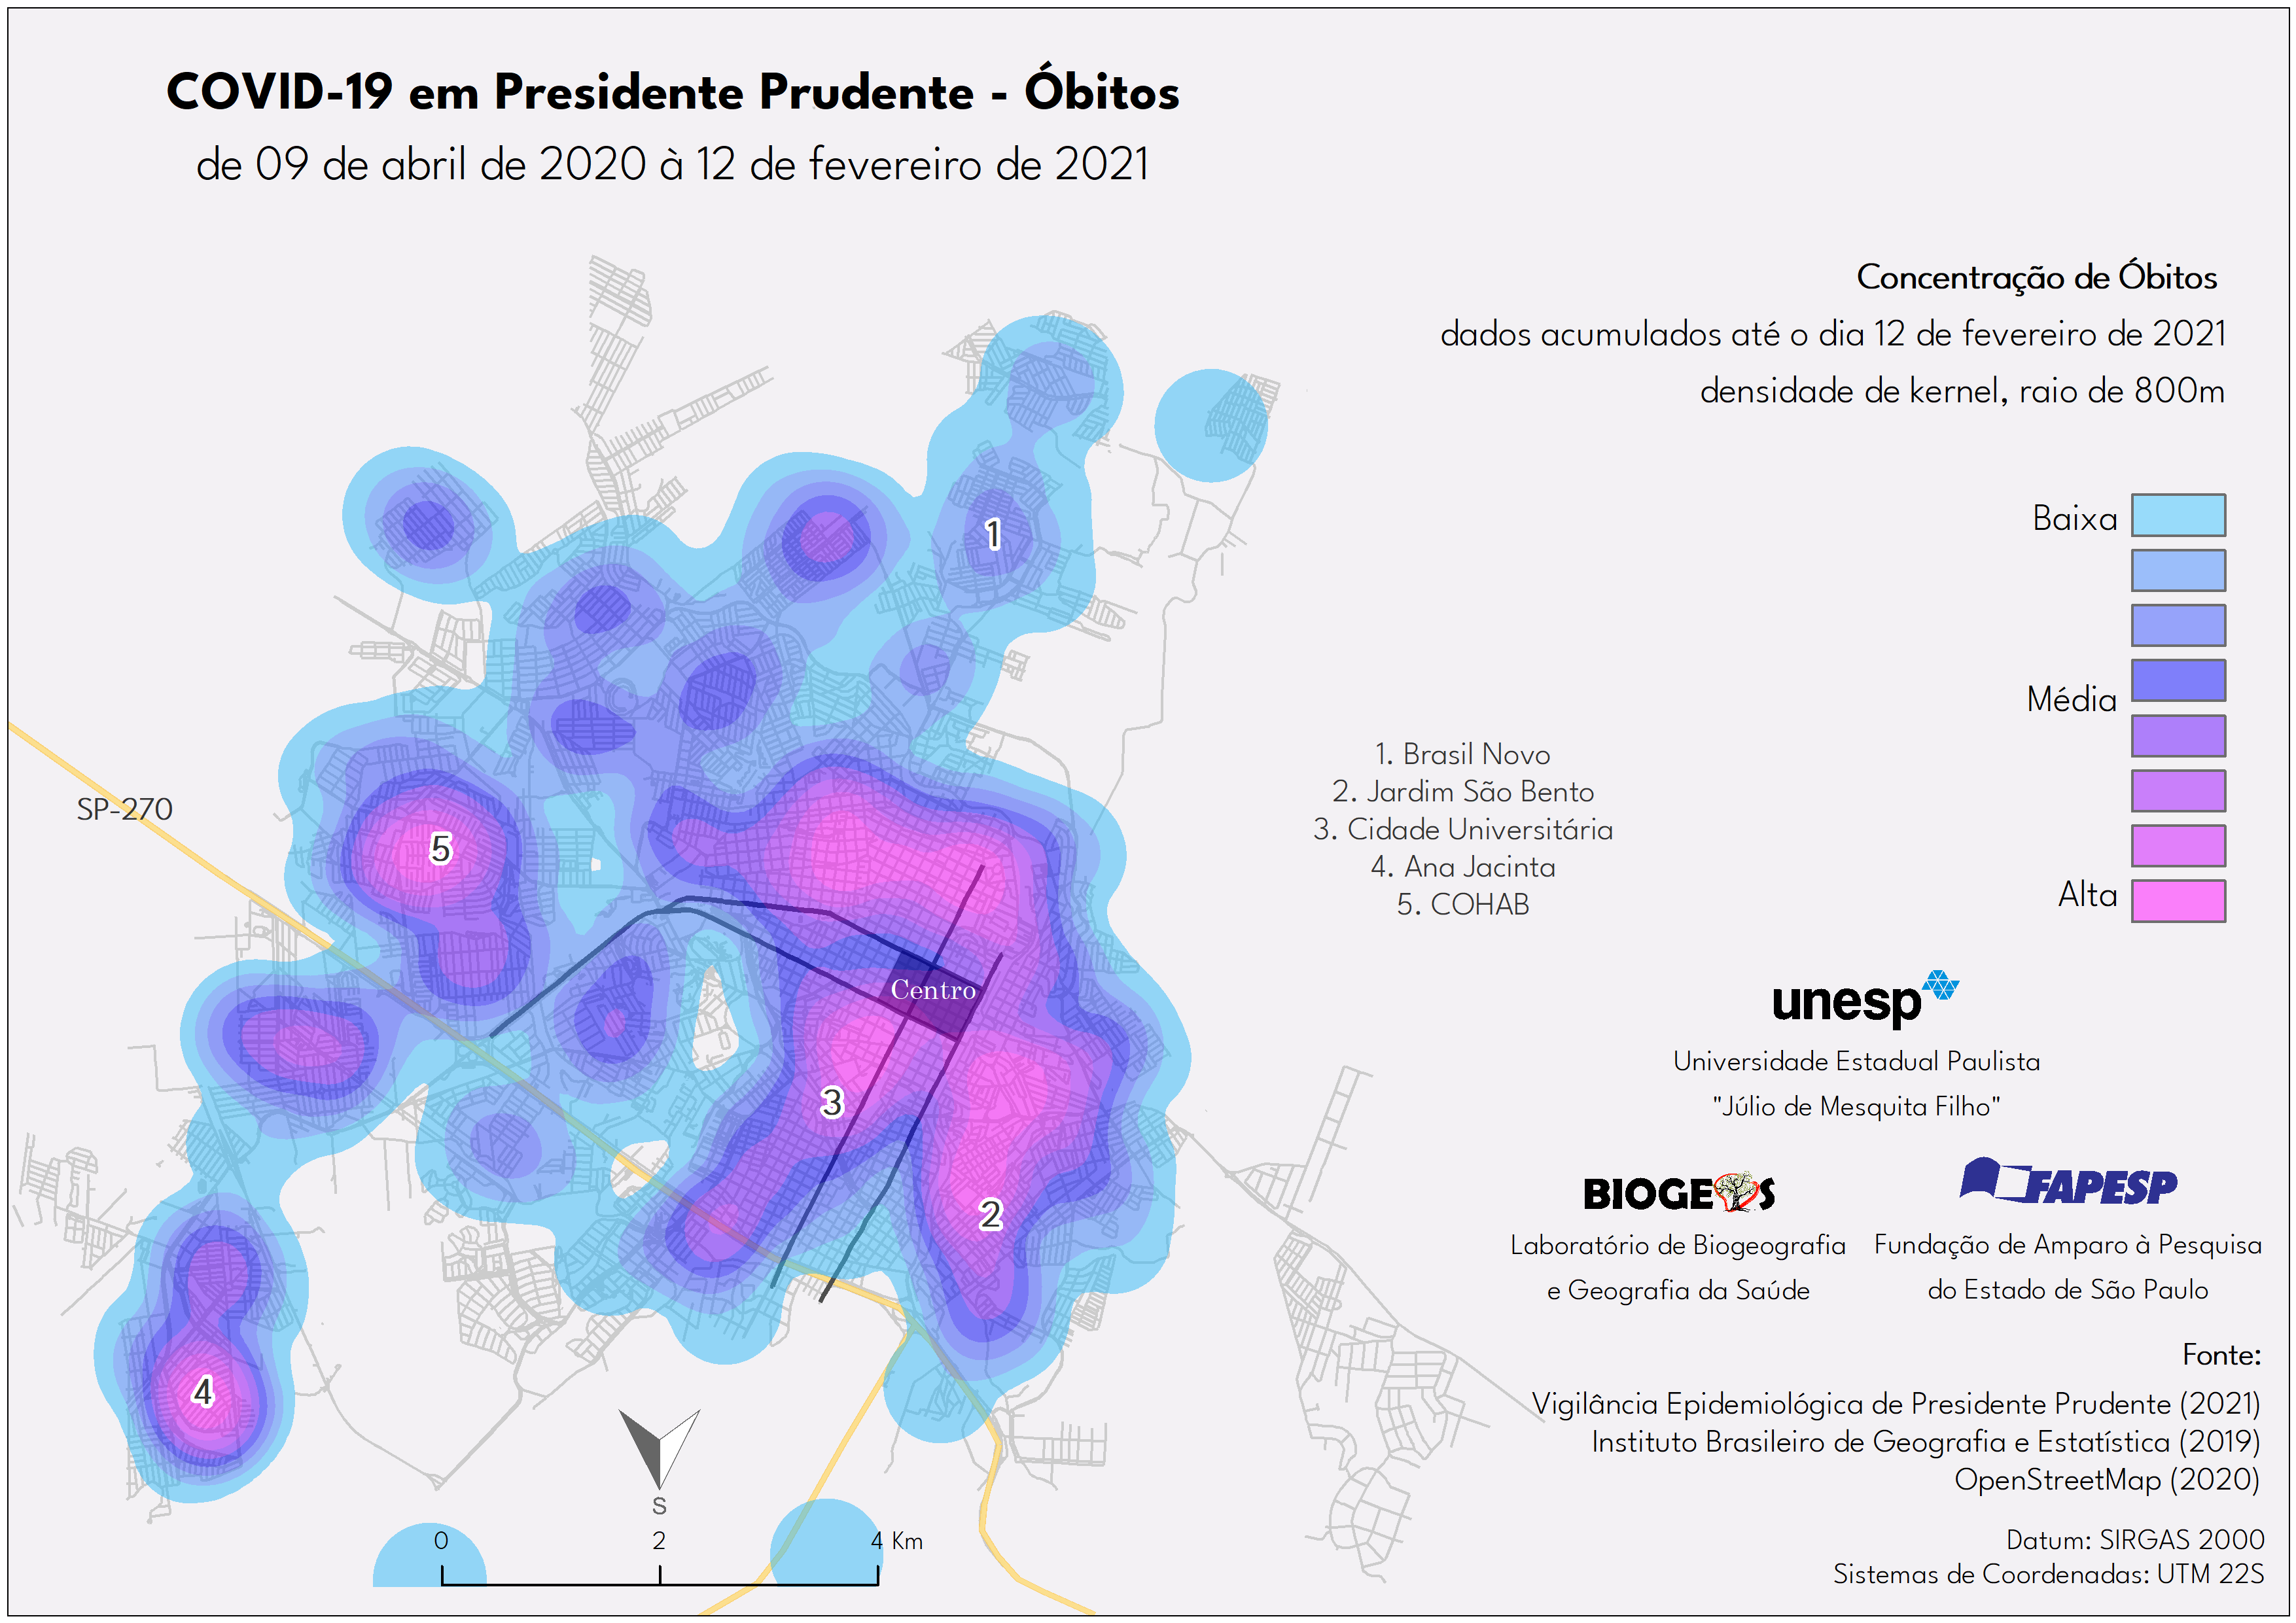 COVID-19 em Presidente Prudente - Óbitos
de 09 de abril de 2020 à 12 de fevereiro de 2021
Concentração de Óbitos
dados acumulados até o dia 12 de fevereiro de 2021
densidade de kernel, raio de 800m
Baixa
Média
Alta
1
5
SP-270
Centro
3
2
4
1. Brasil Novo
2. Jardim São Bento
3. Cidade Universitária
4. Ana Jacinta
5. COHAB
unesp
Universidade Estadual Paulista
"Júlio de Mesquita Filho"
BIOGEOS
Laboratório de Biogeografia
e Geografia da Saúde
FAPESP
Fundação de Amparo à Pesquisa
do Estado de São Paulo
Fonte:
Vigilância Epidemiológica de Presidente Prudente (2021)
Instituto Brasileiro de Geografia e Estatística (2019)
OpenStreetMap (2020)
Datum: SIRGAS 2000
Sistemas de Coordenadas: UTM 22S
S
0 2 4 Km